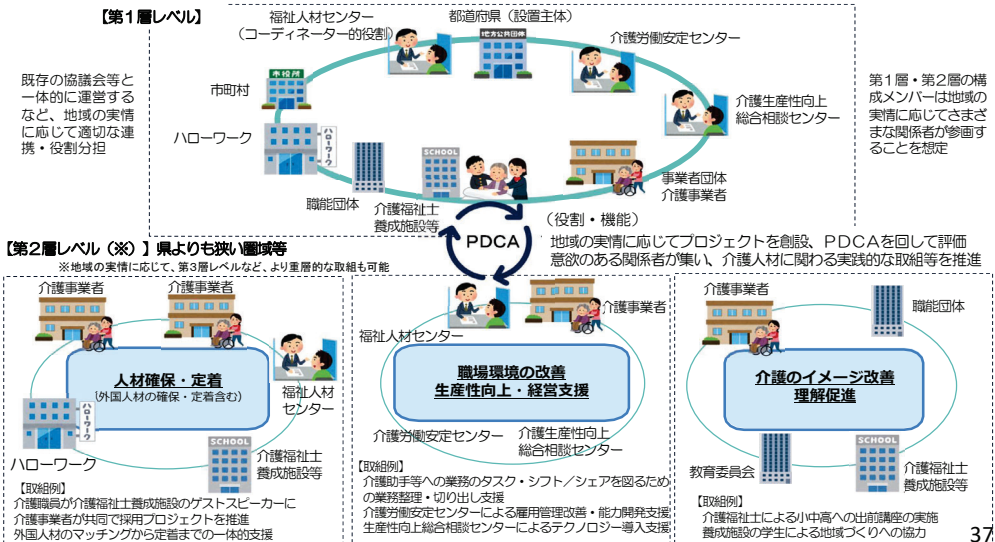 【第1層レベル】
福祉人材センター
（コーディネーター的役割）
都道府県（設置主体）
地方公共団体
介護労働安定センター
市役所
市町村
既存の協議会等と
一体的に運営する
など、地域の実情
に応じて適切な連
携・役割分担
ハローワーク
ハローワーク
介護生産性向上
総合相談センター
第1層・第2層の構
成メンバーは地域の
実情に応じてさまざ
まな関係者が参画す
ることを想定
職能団体
SCHOOL
介護福祉士
養成施設等
事業者団体
介護事業者
PDCA
（役割・機能）
地域の実情に応じてプロジェクトを創設、PDCAを回して評価
意欲のある関係者が集い、介護人材に関わる実践的な取組等を推進
【第2層レベル（※）】県よりも狭い圏域等
※地域の実情に応じて、第3層レベルなど、より重層的な取組も可能
介護事業者
介護事業者
人材確保・定着
（外国人材の確保・定着含む）
福祉人材
センター
ハローワーク
ハローワーク
SCHOOL
介護福祉士
養成施設等
【取組例】
介護職員が介護福祉士養成施設のゲストスピーカーに
介護事業者が共同で採用プロジェクトを推進
外国人材のマッチングから定着までの一体的支援
福祉人材センター
介護事業者
職場環境の改善
生産性向上・経営支援
介護労働安定センター
介護生産性向上
総合相談センター
【取組例】
介護助手等への業務のタスク・シフト／シェアを図るため
の業務整理・切り出し支援
介護労働安定センターによる雇用管理改善・能力開発支援
生産性向上総合相談センターによるテクノロジー導入支援
介護事業者
職能団体
介護のイメージ改善
理解促進
教育委員会
SCHOOL
介護福祉士
養成施設等
【取組例】
介護福祉士による小中高への出前講座の実施
養成施設の学生による地域づくりへの協力
37